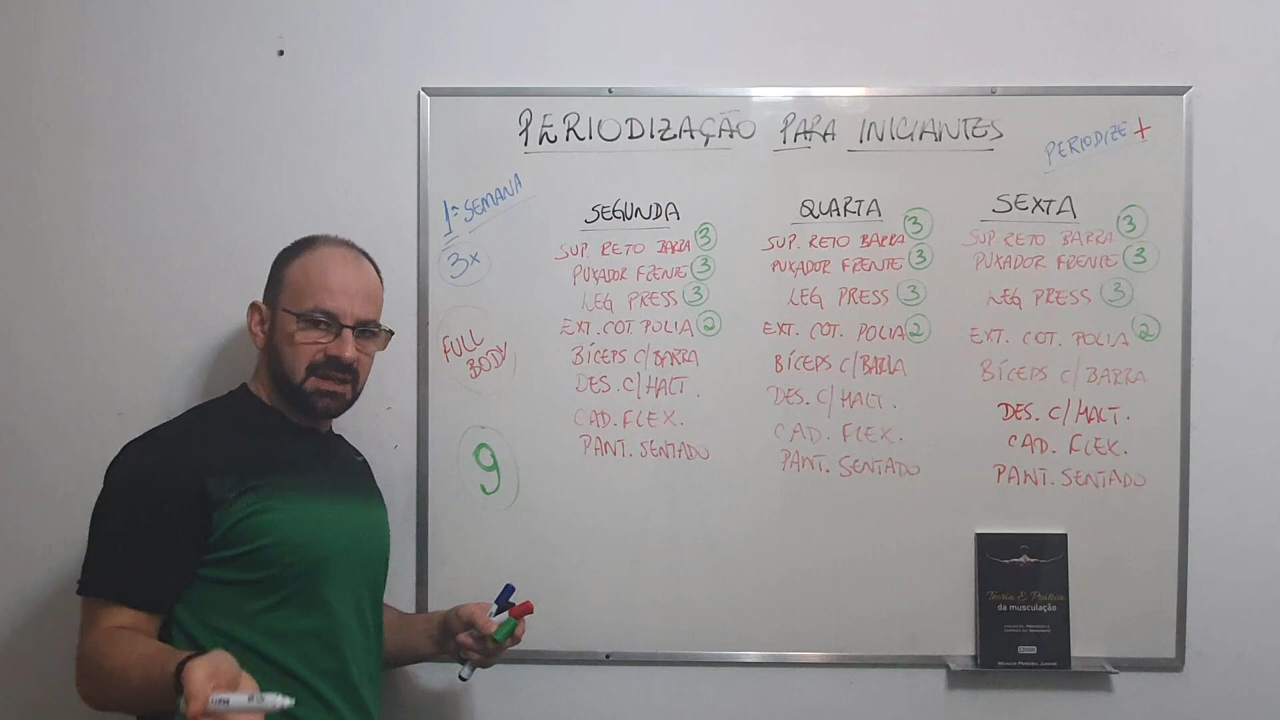 PERIODIZAÇÃO PARA INICIANTES
PERIODIZE +
1ª SEMANA
3x
FULL
BODY
9
SEGUNDA
SUP. RETO BARRA 3
PUXADOR FRENTE 3
LEG PRESS 3
EXT. COT. POLIA 2
BÍCEPS C/BARRA
DES. C/HALT.
CAD. FLEX.
PANT. SENTADO
QUARTA
SUP. RETO BARRA 3
PUXADOR FRENTE 3
LEG PRESS 3
EXT. COT. POLIA 2
BÍCEPS C/BARRA
DES. C/HALT.
CAD. FLEX.
PANT. SENTADO
SEXTA
SUP. RETO BARRA 3
PUXADOR FRENTE 3
LEG PRESS 3
EXT. COT. POLIA 2
BÍCEPS C/BARRA
DES. C/HALT.
CAD. FLEX.
PANT. SENTADO
Teoria E Prática
da musculação